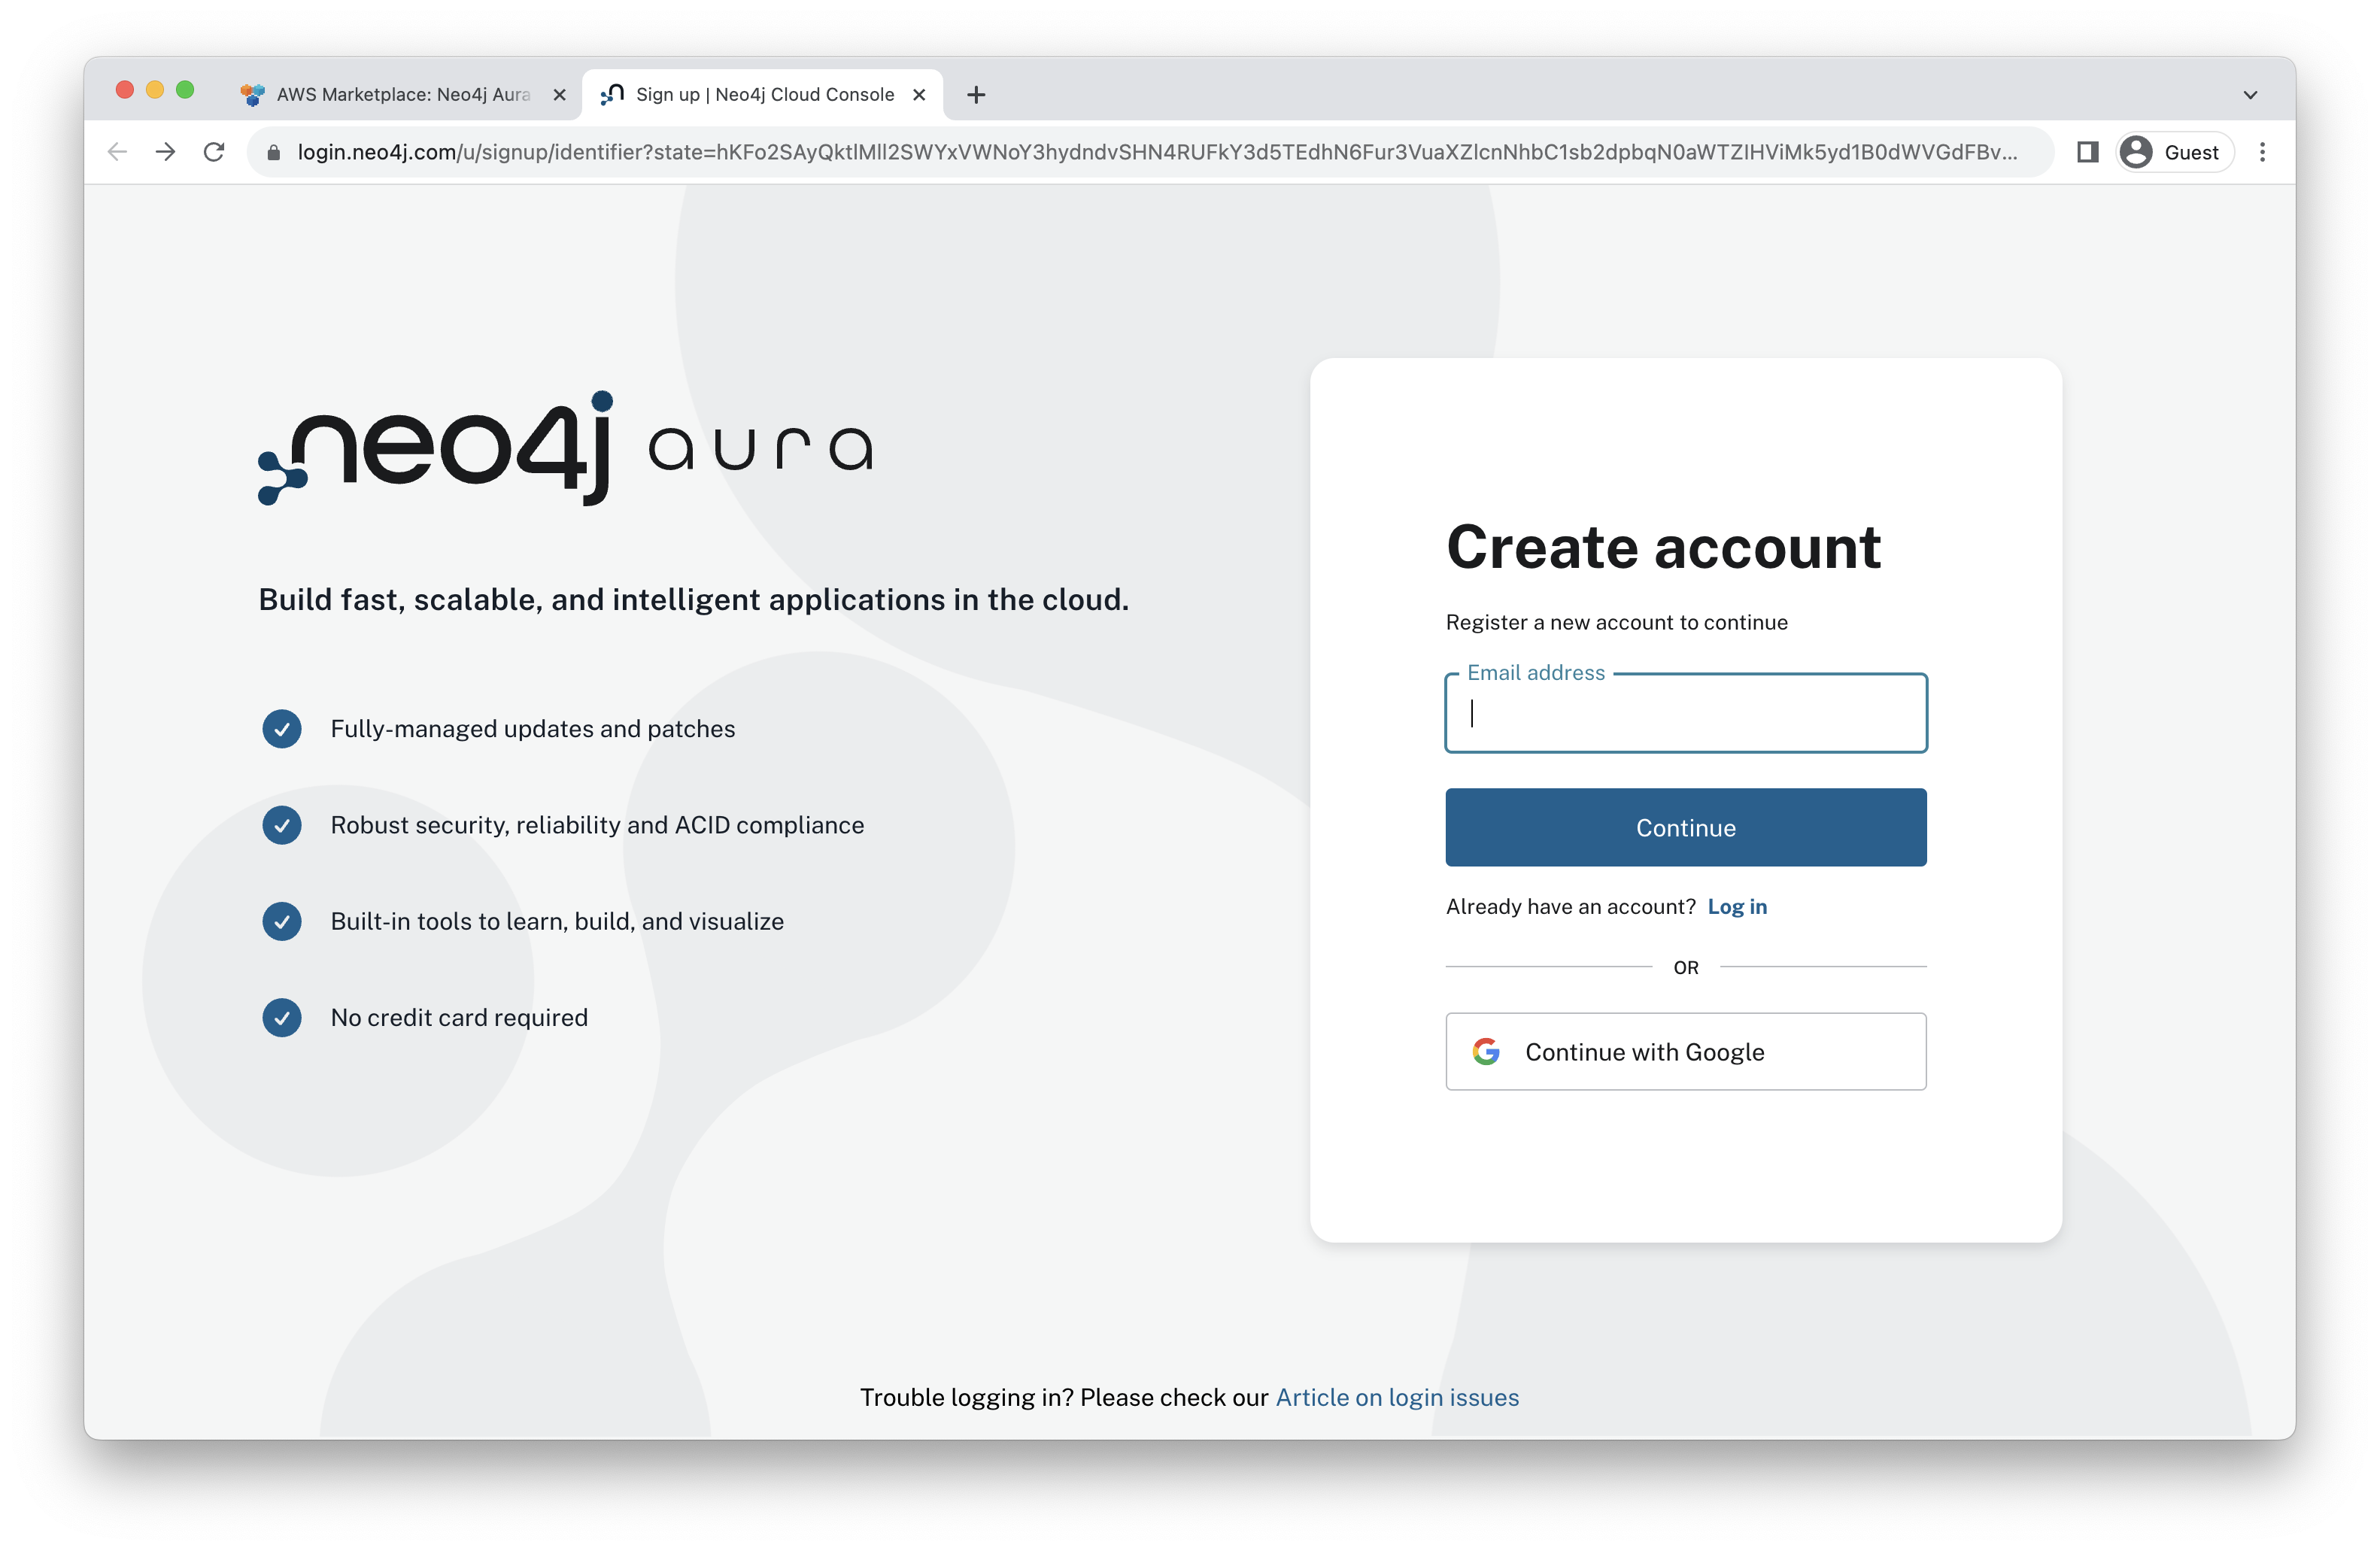 AWS Marketplace: Neo4j Aura
Sign up | Neo4j Cloud Console
login.neo4j.com/u/signup/identifier?state=hKFo2SAyQktlMlI2SWYxVWNoY3hydndvSHN4RUFkY3d5TEdhN6Fur3VuaXZlcnNhbC1sb2dpbqN0aWTZIHViMk5yd1B0dWVGdFBv...
Guest
neo4j aura
Build fast, scalable, and intelligent applications in the cloud.
Fully-managed updates and patches
Robust security, reliability and ACID compliance
Built-in tools to learn, build, and visualize
No credit card required
Create account
Register a new account to continue
Email address
Continue
Already have an account? Log in
OR
Continue with Google
Trouble logging in? Please check our Article on login issues